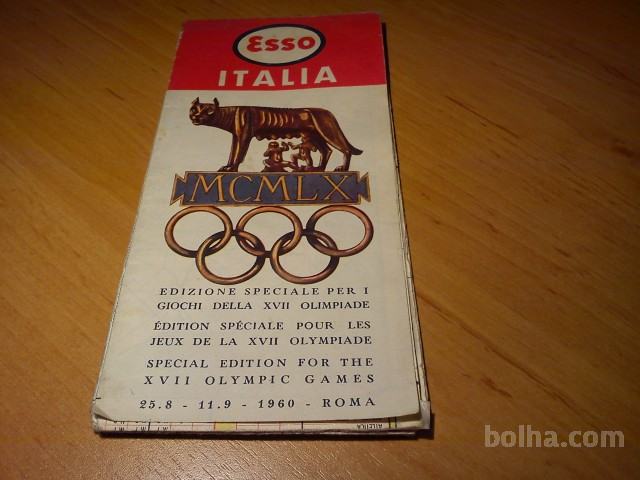 Esso
ITALIA
MCMLX
EDIZIONE SPECIALE PER I
GIOCHI DELLA XVII OLIMPIADE
ÉDITION SPÉCIALE POUR LES
JEUX DE LA XVII OLYMPIADE
SPECIAL EDITION FOR THE
XVII OLYMPIC GAMES
25.8 - 11.9 - 1960 - ROMA
ATLETICA
bolha.com